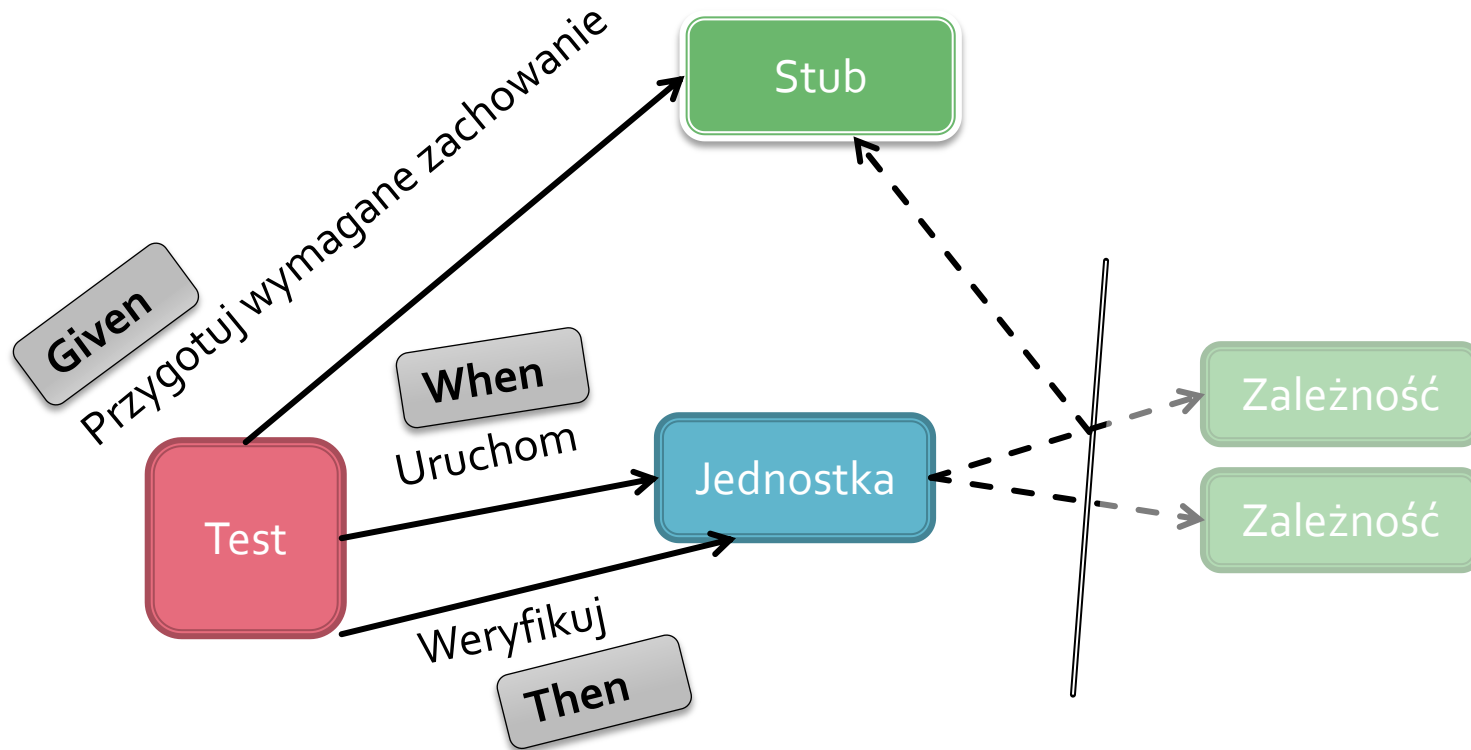 Stub
Given
Przygotuj wymagane zachowanie
When
Uruchom
Zależność
Jednostka
Zależność
Test
Weryfikuj
Then